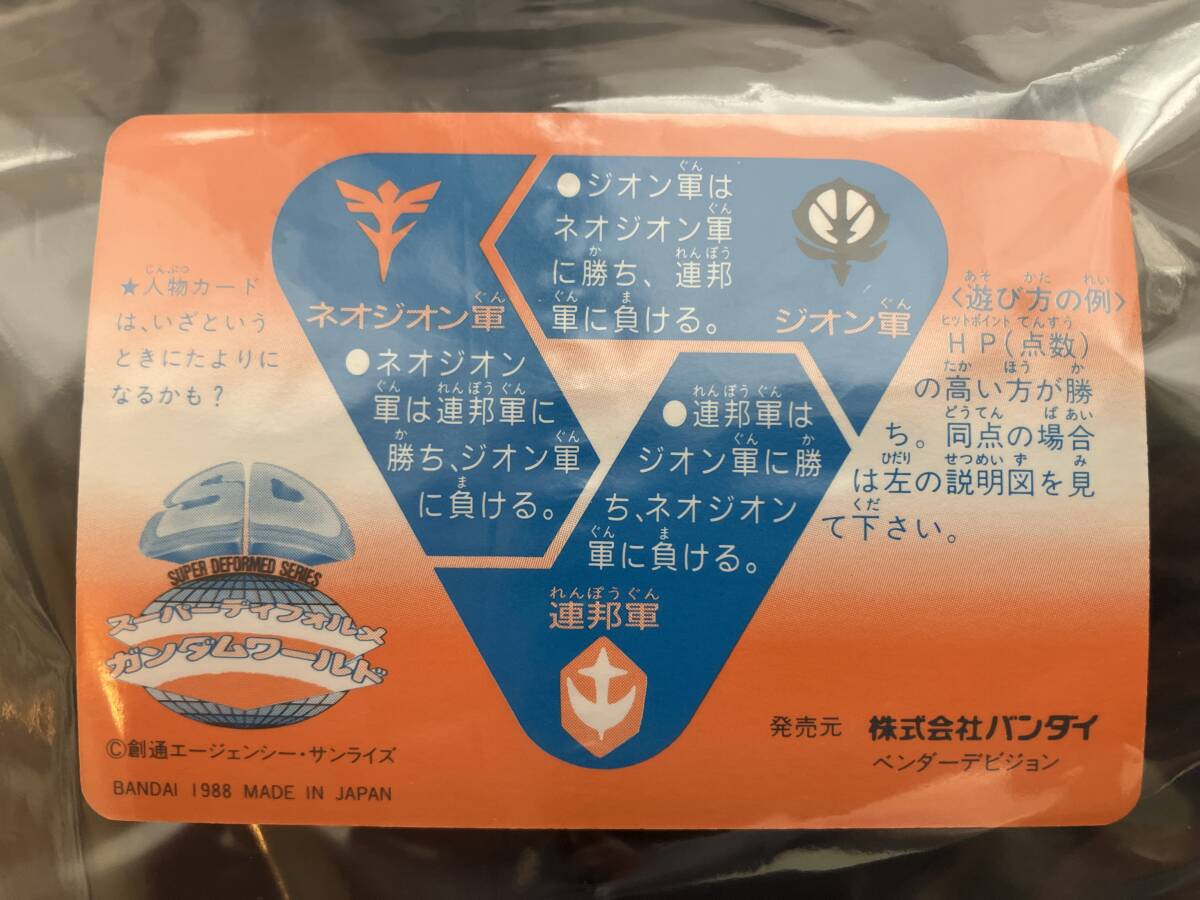 ★人物カード
は、いざという
ときにたよりに
なるかも？
ネオジオン軍
●ネオジオン
軍は連邦軍に
勝ち、ジオン軍
に負ける。
●ジオン軍は
ネオジオン軍
に勝ち、連邦
軍に負ける。
ジオン軍
●連邦軍は
ジオン軍に勝
ち、ネオジオン
軍に負ける。
連邦軍
〈遊び方の例〉
HP(点数)
の高い方が勝
ち。同点の場合
は左の説明図を見
て下さい。
SD
SUPER DEFORMED SERIES
スーパーディフォルメ
ガンダムワールド
©創通エージェンシー・サンライズ
BANDAI 1988 MADE IN JAPAN
発売元 株式会社バンダイ
ベンダーデビジョン